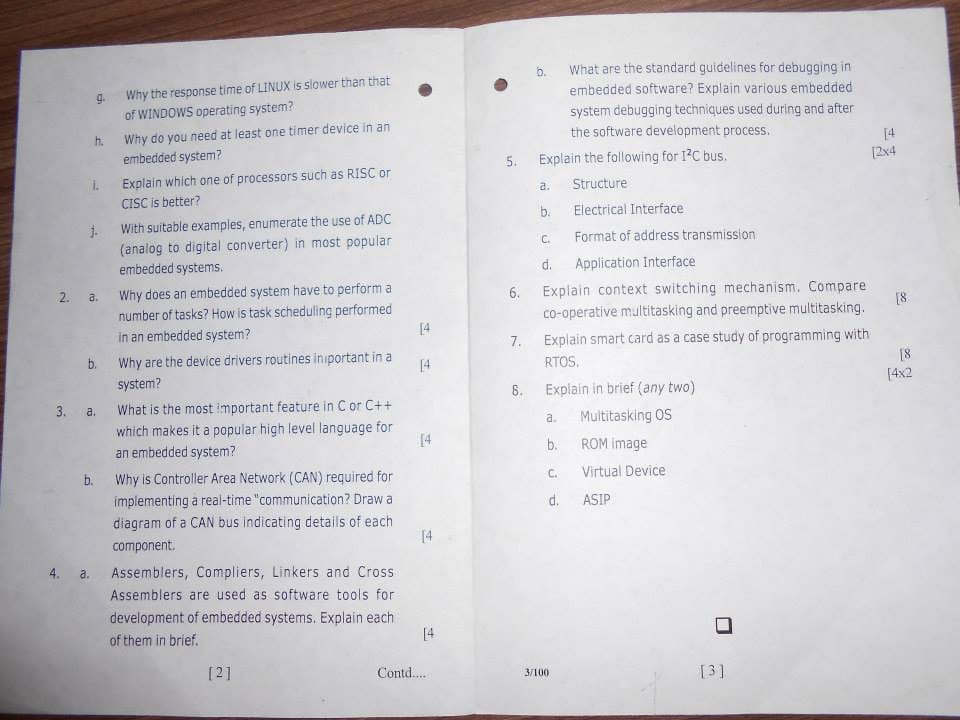 g. Why the response time of LINUX is slower than that
of WINDOWS operating system?
h. Why do you need at least one timer device in an
embedded system?
i. Explain which one of processors such as RISC or
CISC is better?
j. With suitable examples, enumerate the use of ADC
(analog to digital converter) in most popular
embedded systems.
2. a. Why does an embedded system have to perform a
number of tasks? How is task scheduling performed
in an embedded system? [4
b. Why are the device drivers routines important in a [4
system?
3. a. What is the most important feature in C or C++
which makes it a popular high level language for
an embedded system? [4
b. Why is Controller Area Network (CAN) required for
implementing a real-time "communication? Draw a
diagram of a CAN bus indicating details of each
component. [4
4. a. Assemblers, Compliers, Linkers and Cross
Assemblers are used as software tools for
development of embedded systems. Explain each
of them in brief. [4
[ 2 ] Contd....
b. What are the standard guidelines for debugging in
embedded software? Explain various embedded
system debugging techniques used during and after
the software development process. [4
5. Explain the following for I²C bus. [2x4
a. Structure
b. Electrical Interface
c. Format of address transmission
d. Application Interface
6. Explain context switching mechanism. Compare
co-operative multitasking and preemptive multitasking. [8
7. Explain smart card as a case study of programming with
RTOS. [8
8. Explain in brief (any two) [4x2
a. Multitasking OS
b. ROM image
c. Virtual Device
d. ASIP
3/100 [ 3 ]